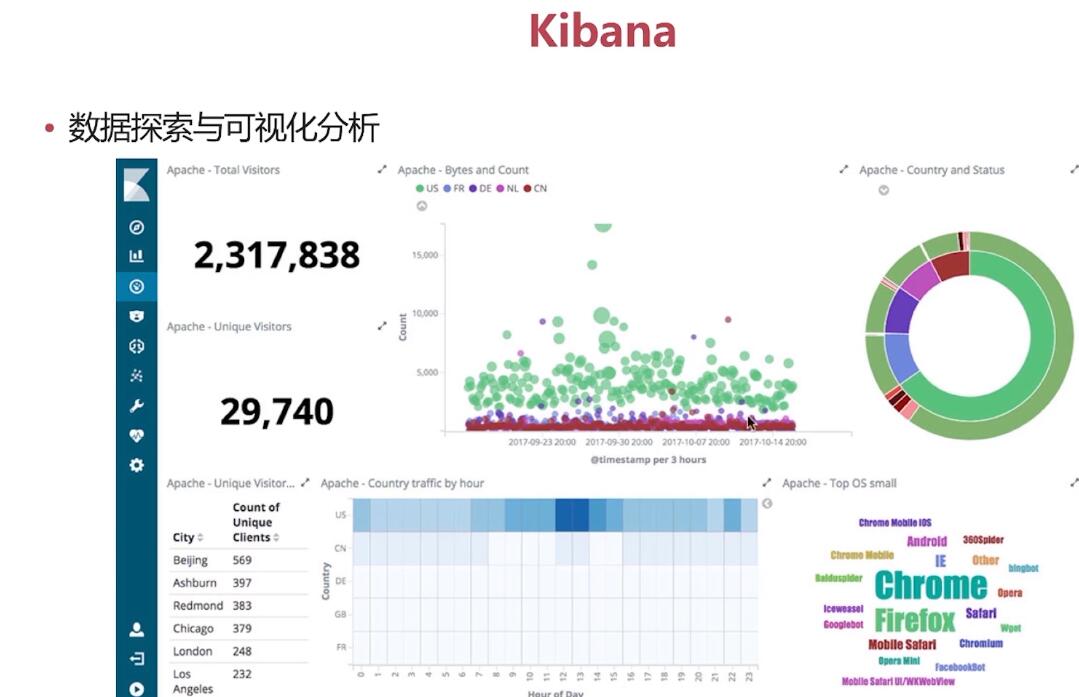 Kibana
• 数据探索与可视化分析
Apache - Total Visitors
2,317,838
Apache - Unique Visitors
29,740
Apache - Bytes and Count
US FR DE NL CN
15,000
10,000
5,000
Count
2017-09-23 20:00 2017-09-30 20:00 2017-10-07 20:00 2017-10-14 20:00
@timestamp per 3 hours
Apache - Country and Status
Apache - Unique Visitor...
City Count of
Unique
Clients
Beijing 569
Ashburn 397
Redmond 383
Chicago 379
London 248
Los 232
Angeles
Apache - Country traffic by hour
US
CN
DE
GB
FR
Country
0 1 2 3 4 5 6 7 8 9 10 11 12 13 14 15 16 17 18 19 20 21 22 23
Hour of Day
Apache - Top OS small
Chrome Mobile iOS
Android 360Spider
Chrome Mobile IE Other bingbot
Baiduspider Chrome Opera
Iceweasel Firefox Safari
Googlebot Wget
Mobile Safari Chromium
Opera Mini FacebookBot
Mobile Safari UI/WKWebView